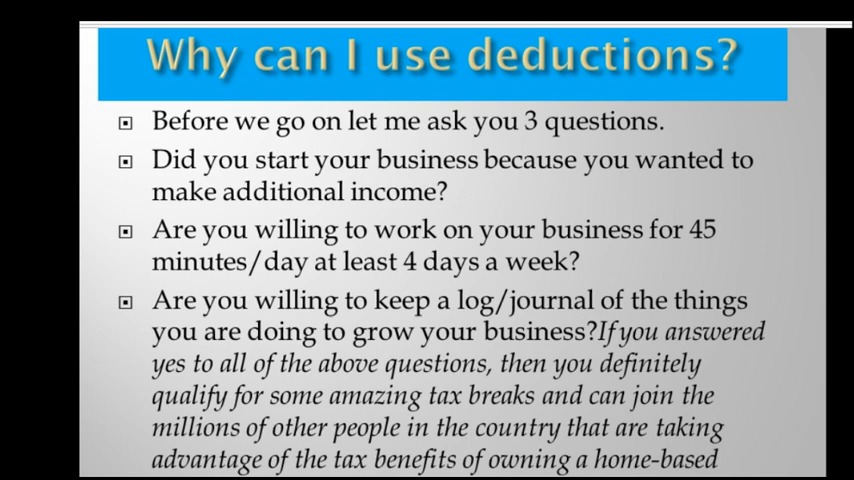 Why can I use deductions?
Before we go on let me ask you 3 questions.
Did you start your business because you wanted to
make additional income?
Are you willing to work on your business for 45
minutes/day at least 4 days a week?
Are you willing to keep a log/journal of the things
you are doing to grow your business?If you answered
yes to all of the above questions, then you definitely
qualify for some amazing tax breaks and can join the
millions of other people in the country that are taking
advantage of the tax benefits of owning a home-based